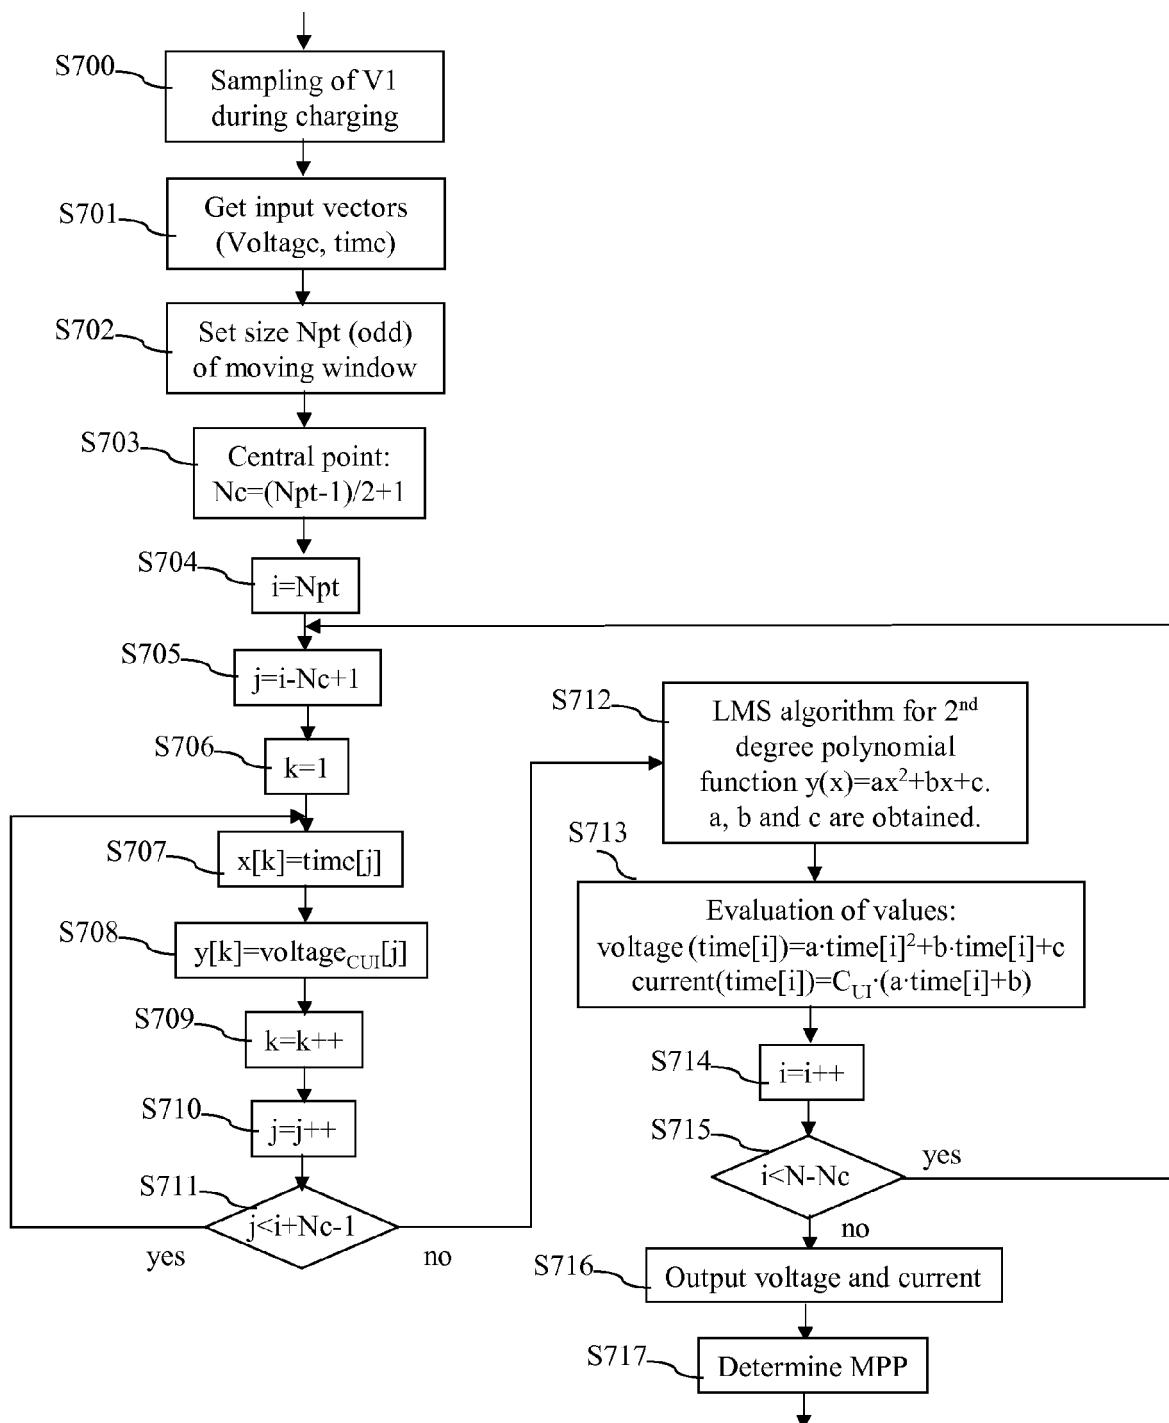 S700
Sampling of V1
during charging
S701
Get input vectors
(Voltage, time)
S702
Set size Npt (odd)
of moving window
S703
Central point:
Nc=(Npt-1)/2+1
S704
i=Npt
S705
j=i-Nc+1
S706
k=1
S707
x[k]=time[j]
S708
y[k]=voltage_CUI[j]
S709
k=k++
S710
j=j++
S711
j<i+Nc-1
yes
no
S712
LMS algorithm for 2nd
degree polynomial
function y(x)=ax²+bx+c.
a, b and c are obtained.
S713
Evaluation of values:
voltage (time[i])=a·time[i]²+b·time[i]+c
current(time[i])=C_UI·(a·time[i]+b)
S714
i=i++
S715
i<N-Nc
yes
no
S716
Output voltage and current
S717
Determine MPP